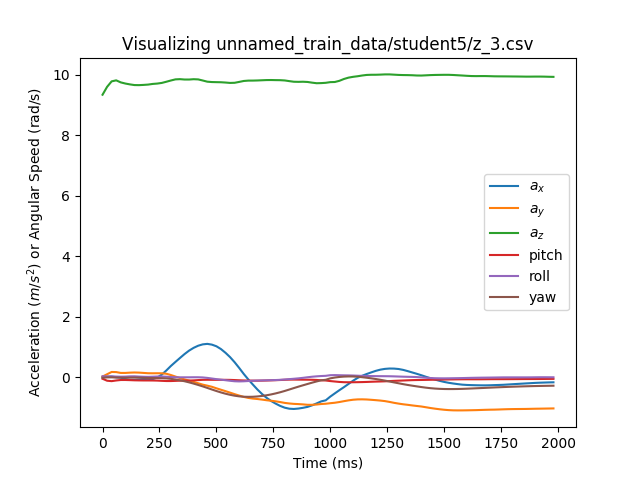 Visualizing unnamed_train_data/student5/z_3.csv
Acceleration (m/s²) or Angular Speed (rad/s)
10
8
6
4
2
0
a_x
a_y
a_z
pitch
roll
yaw
0 250 500 750 1000 1250 1500 1750 2000
Time (ms)